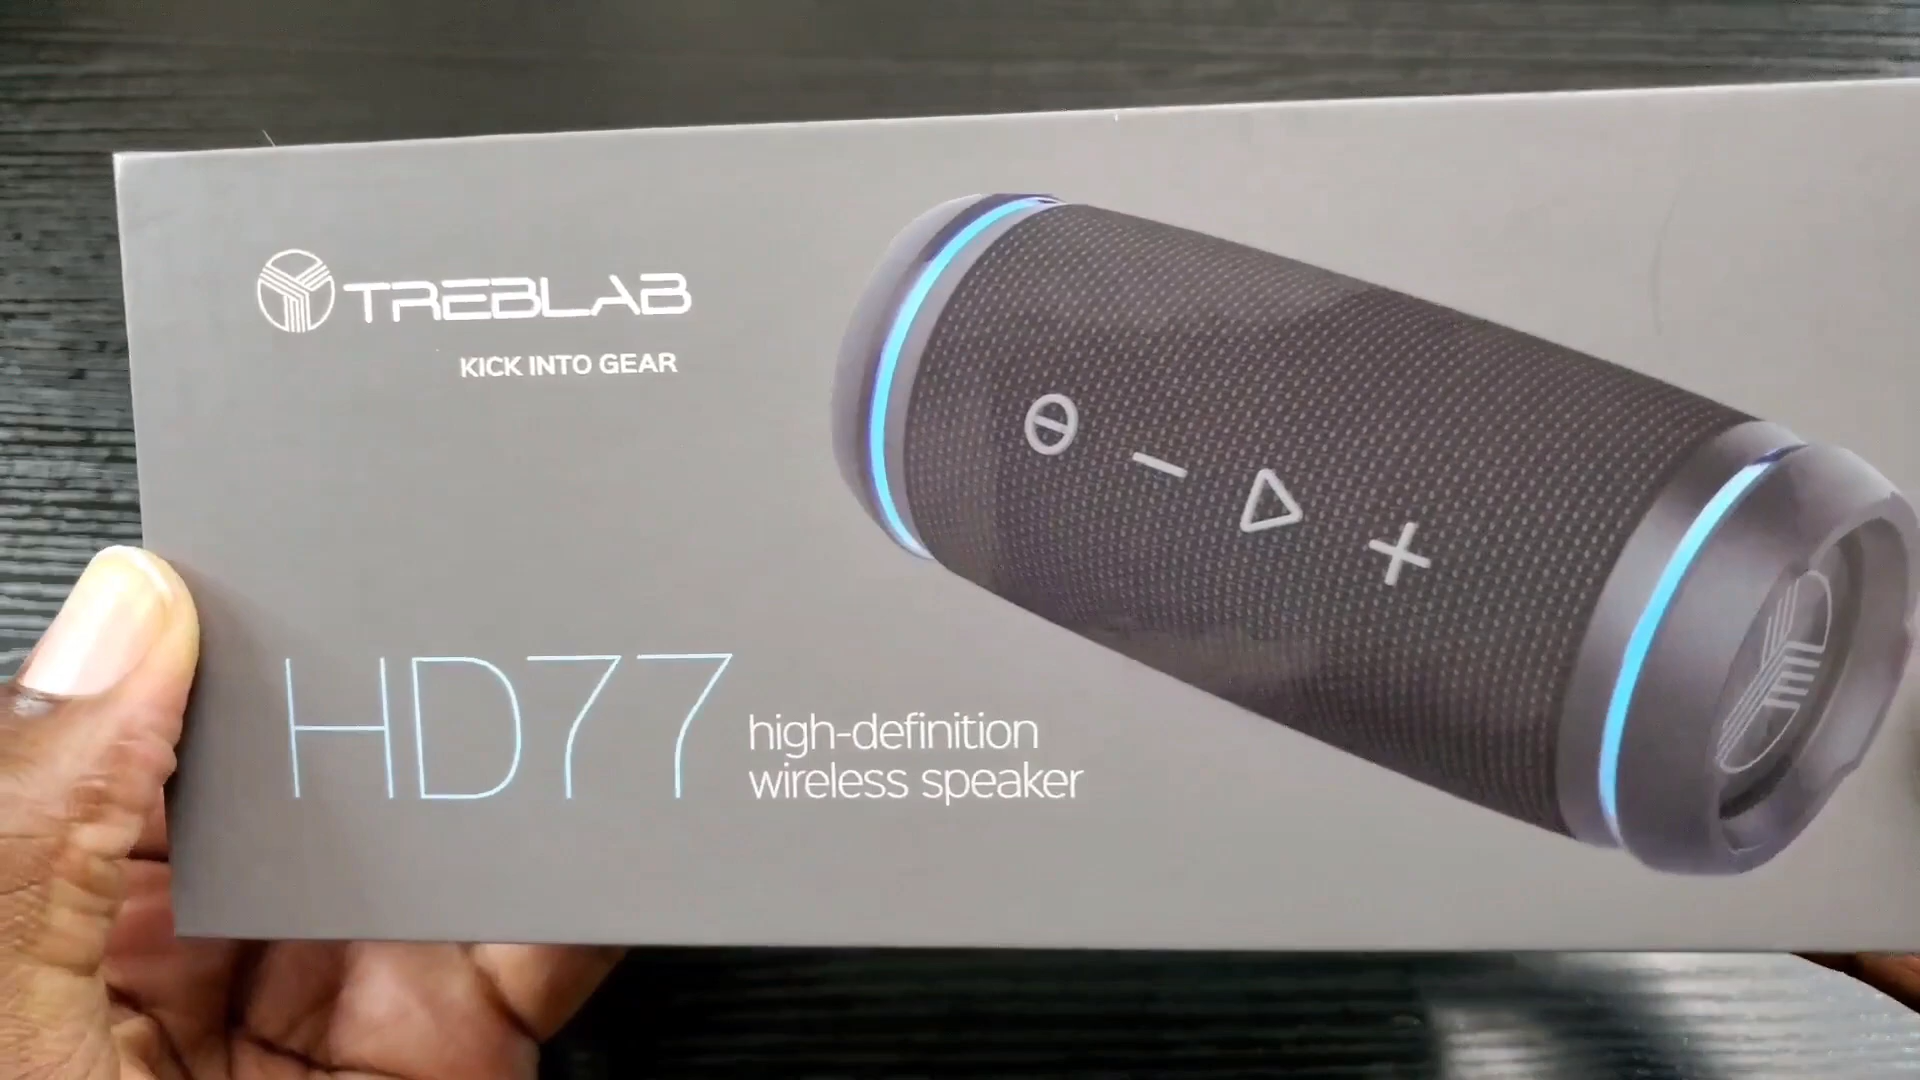 TREBLAB
KICK INTO GEAR
HD77
high-definition
wireless speaker